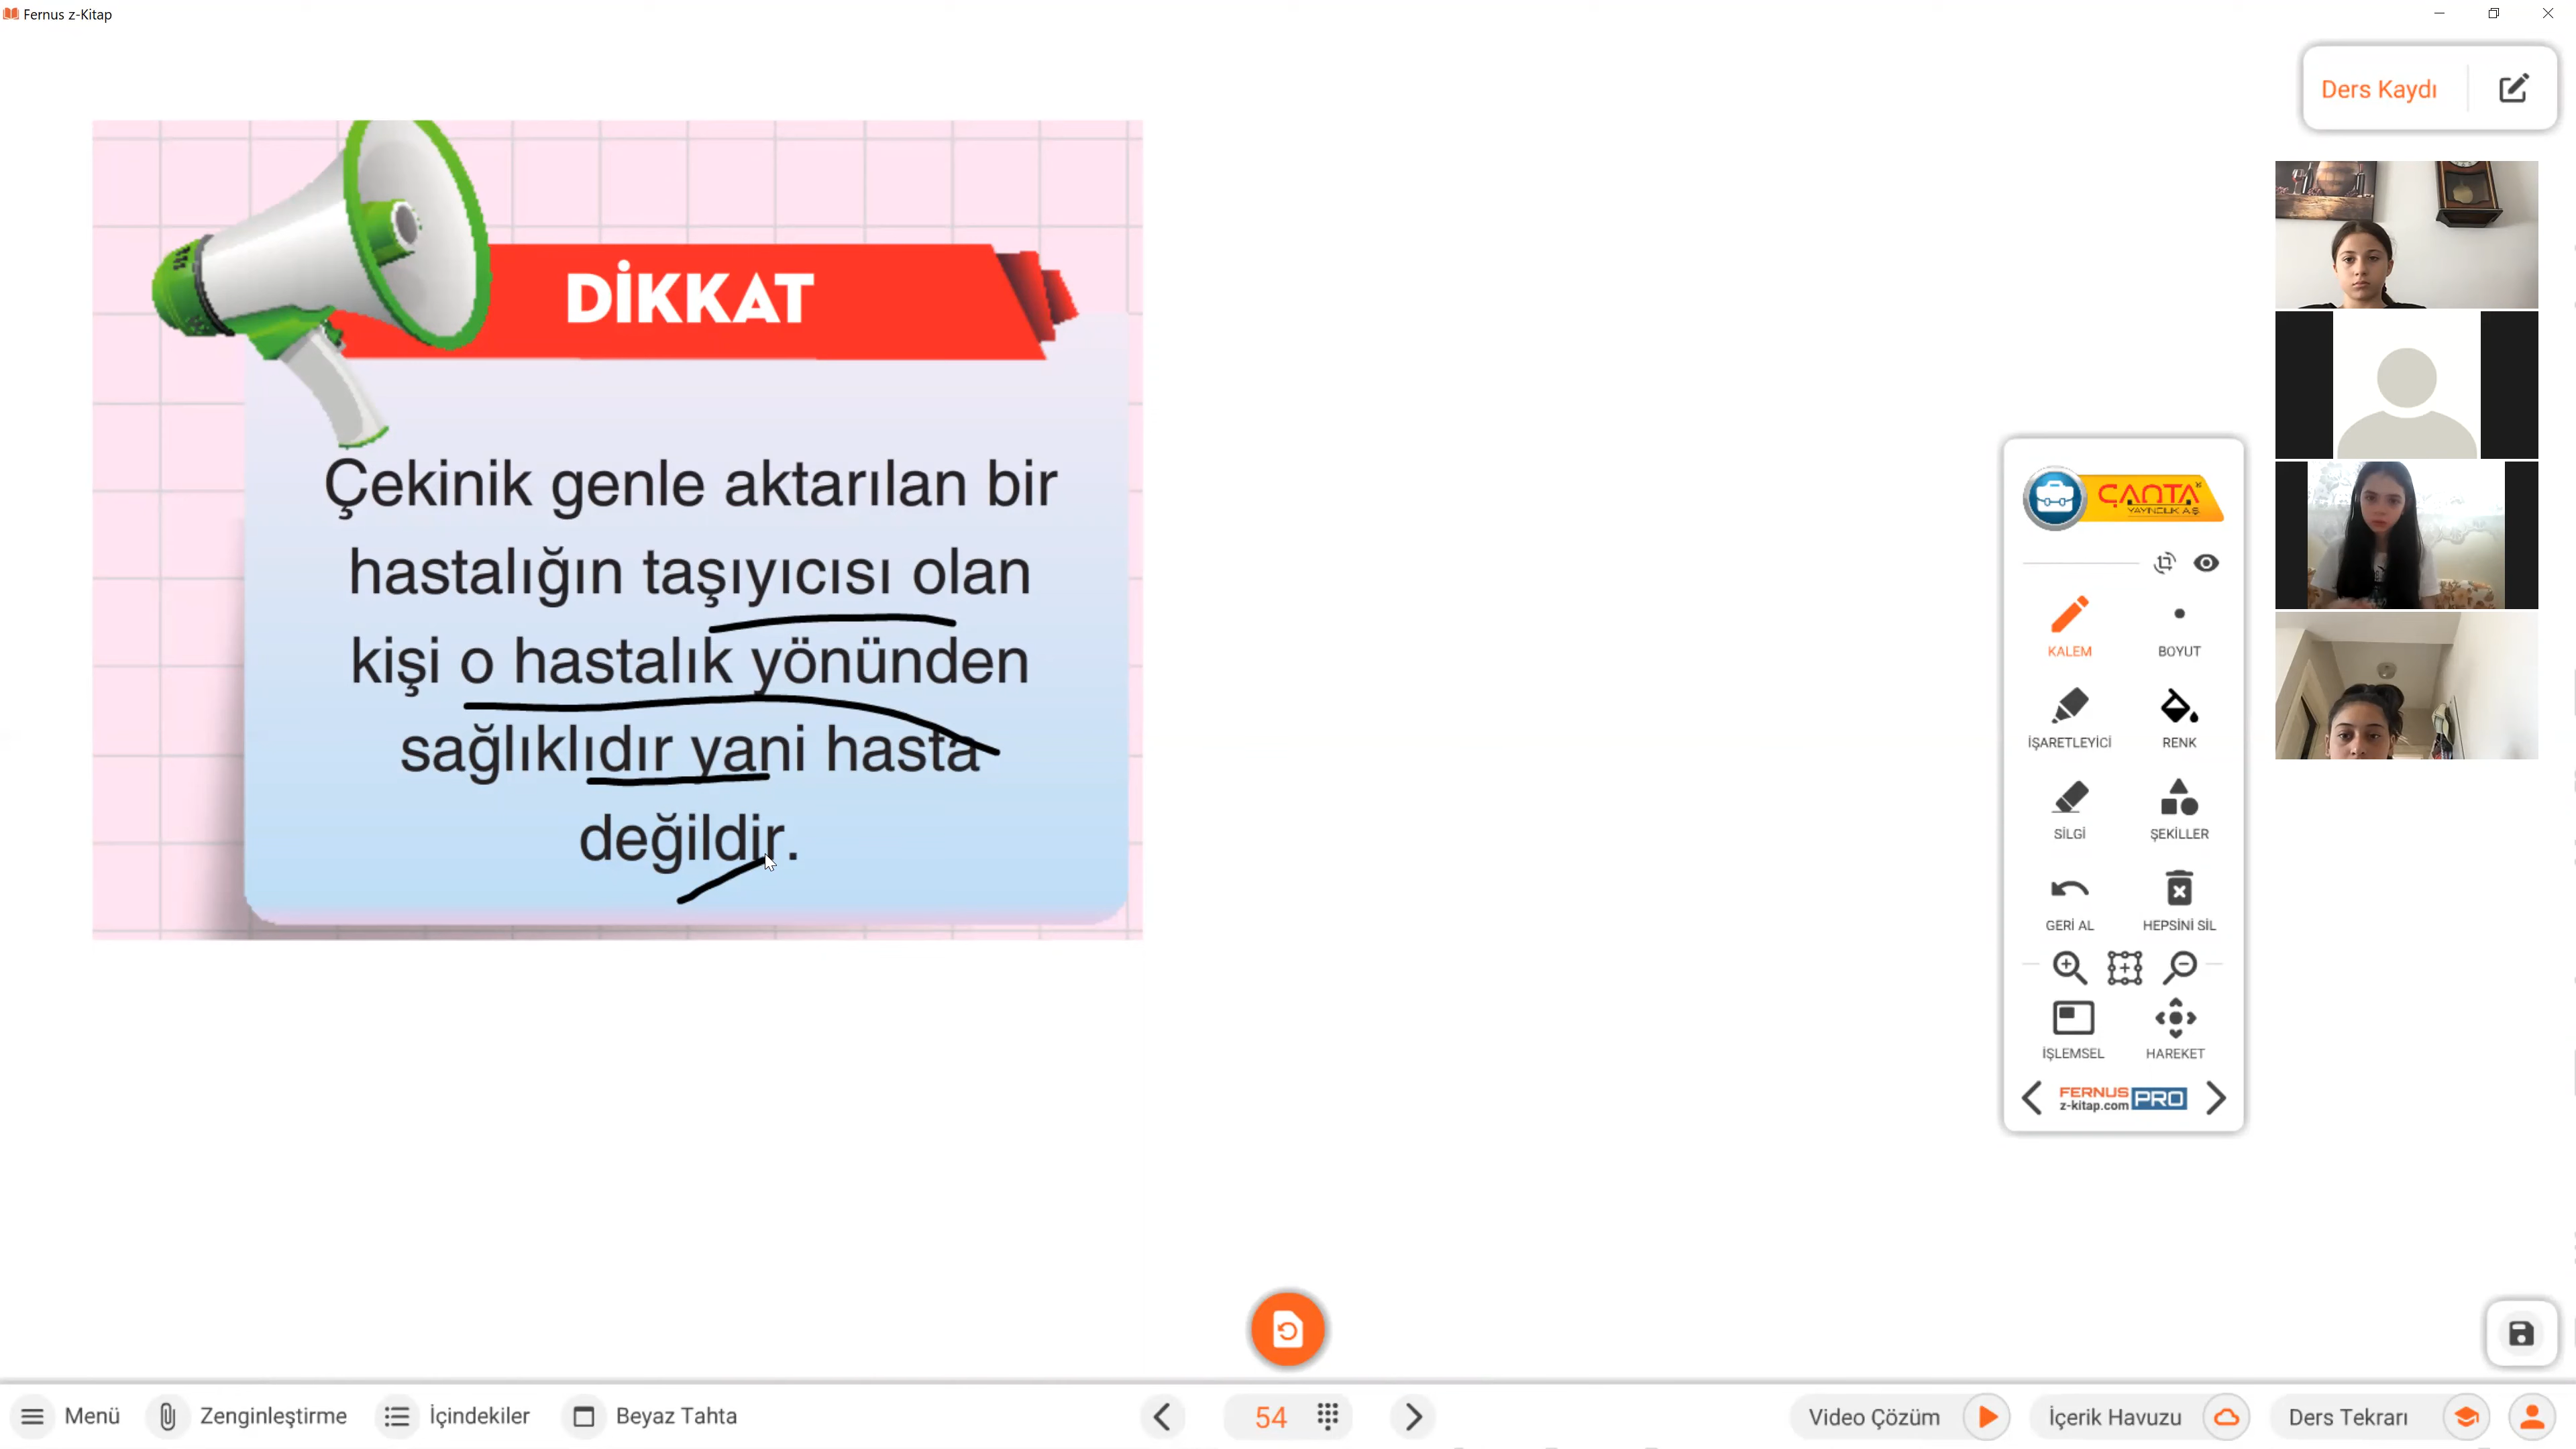 Fernus z-Kitap
Ders Kaydı
DİKKAT
Çekinik genle aktarılan bir
hastalığın taşıyıcısı olan
kişi o hastalık yönünden
sağlıklıdır yani hasta
değildir.
ÇANTA
YAYINCILIK A.Ş.
KALEM
BOYUT
İŞARETLEYİCİ
RENK
SİLGİ
ŞEKİLLER
GERİ AL
HEPSİNİ SİL
İŞLEMSEL
HAREKET
FERNUS
z-kitap.com
PRO
Menü
Zenginleştirme
İçindekiler
Beyaz Tahta
54
Video Çözüm
İçerik Havuzu
Ders Tekrarı